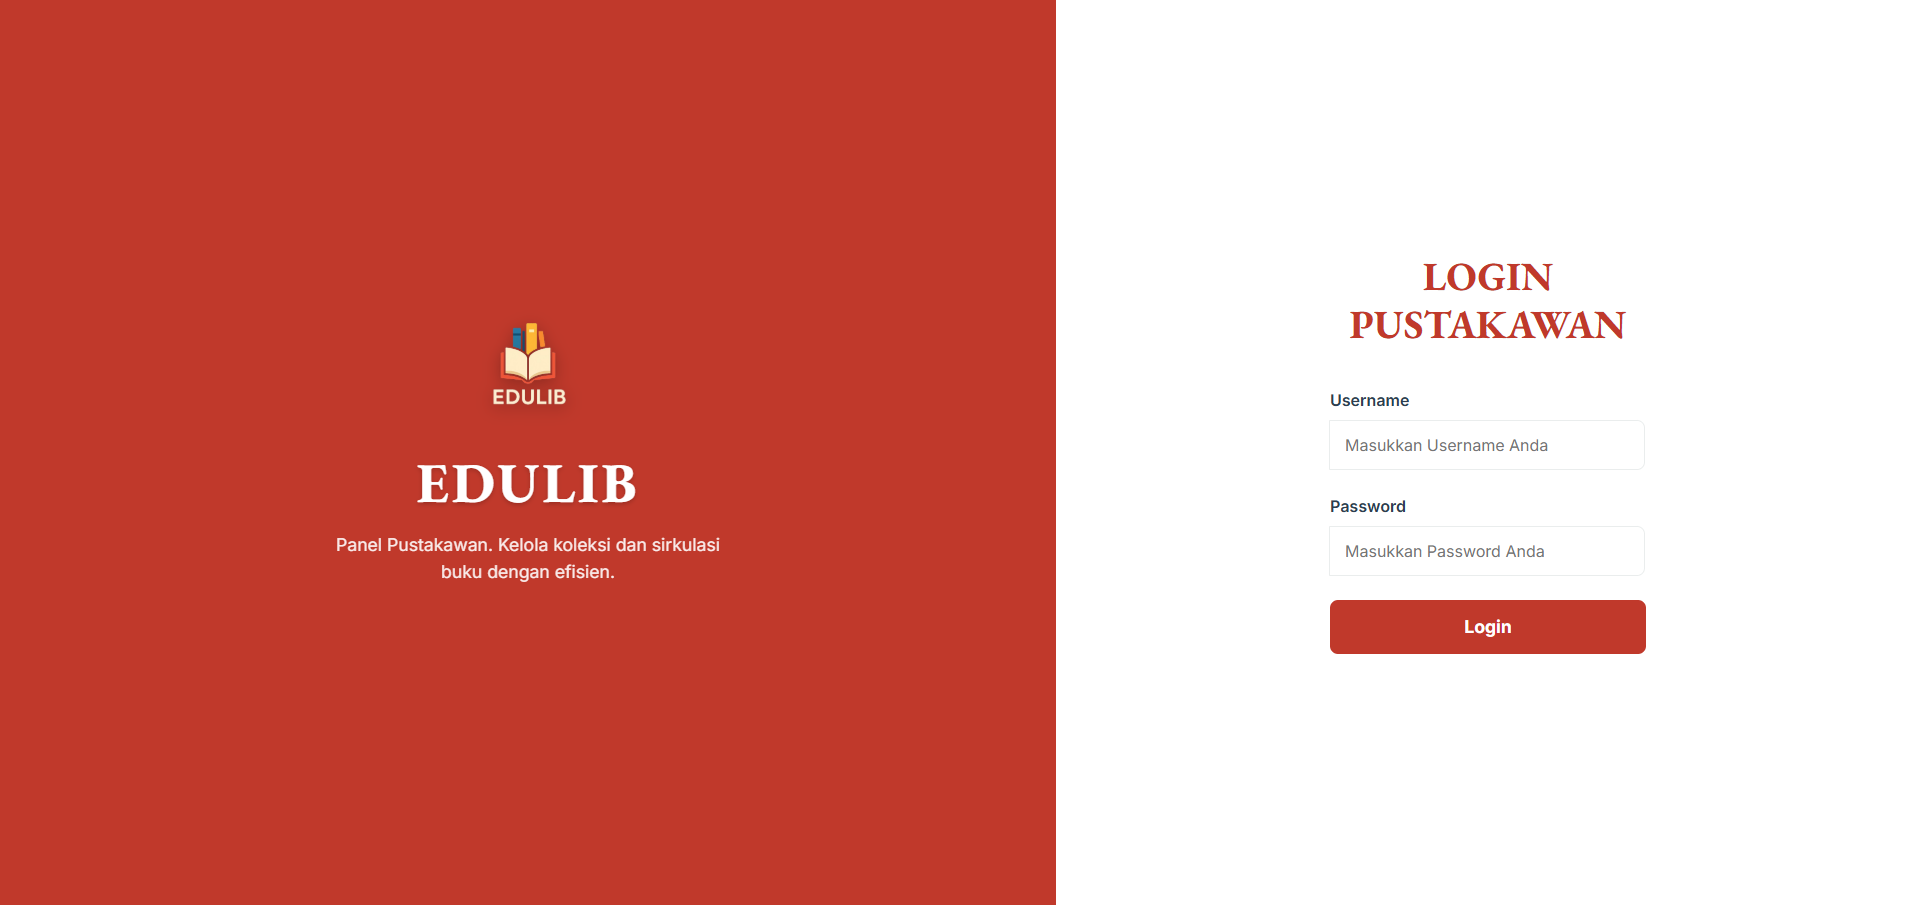 EDULIB
EDULIB
Panel Pustakawan. Kelola koleksi dan sirkulasi
buku dengan efisien.
LOGIN
PUSTAKAWAN
Username
Masukkan Username Anda
Password
Masukkan Password Anda
Login